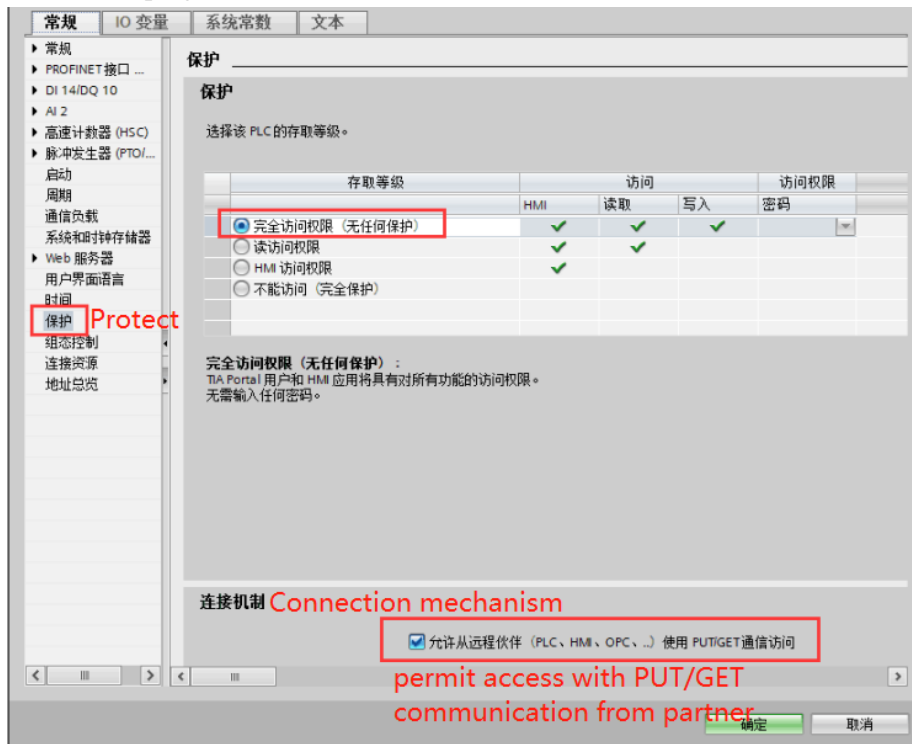 常规 IO 变量 系统常数 文本
常规
PROFINET接口 ...
DI 14/DQ 10
AI 2
高速计数器 (HSC)
脉冲发生器 (PTO/...
启动
周期
通信负载
系统和时钟存储器
Web 服务器
用户界面语言
时间
保护 Protect
组态控制
连接资源
地址总览
保护
保护
选择该 PLC的存取等级。
存取等级 访问 访问权限
HMI 读取 写入 密码
完全访问权限（无任何保护）
读访问权限
HMI 访问权限
不能访问（完全保护）
完全访问权限（无任何保护）：
TIA Portal 用户和 HMI 应用将具有对所有功能的访问权限。
无需输入任何密码。
连接机制 Connection mechanism
允许从远程伙伴（PLC、HMI、OPC、...）使用 PUT/GET通信访问
permit access with PUT/GET
communication from partner
确定 取消